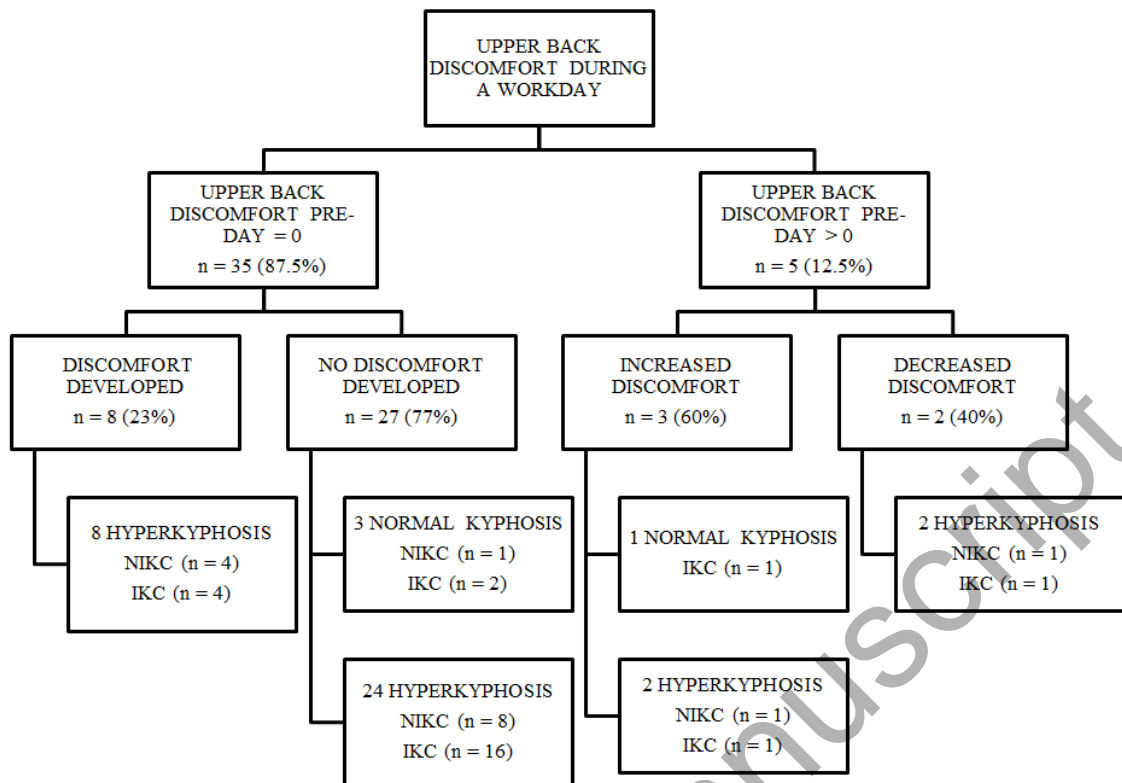 UPPER BACK
DISCOMFORT DURING
A WORKDAY
UPPER BACK
DISCOMFORT PRE-
DAY = 0
n = 35 (87.5%)
UPPER BACK
DISCOMFORT PRE-
DAY > 0
n = 5 (12.5%)
DISCOMFORT
DEVELOPED
n = 8 (23%)
NO DISCOMFORT
DEVELOPED
n = 27 (77%)
INCREASED
DISCOMFORT
n = 3 (60%)
DECREASED
DISCOMFORT
n = 2 (40%)
8 HYPERKYPHOSIS
NIKC (n = 4)
IKC (n = 4)
3 NORMAL KYPHOSIS
NIKC (n = 1)
IKC (n = 2)
1 NORMAL KYPHOSIS
IKC (n = 1)
2 HYPERKYPHOSIS
NIKC (n = 1)
IKC (n = 1)
24 HYPERKYPHOSIS
NIKC (n = 8)
IKC (n = 16)
2 HYPERKYPHOSIS
NIKC (n = 1)
IKC (n = 1)
nuscript